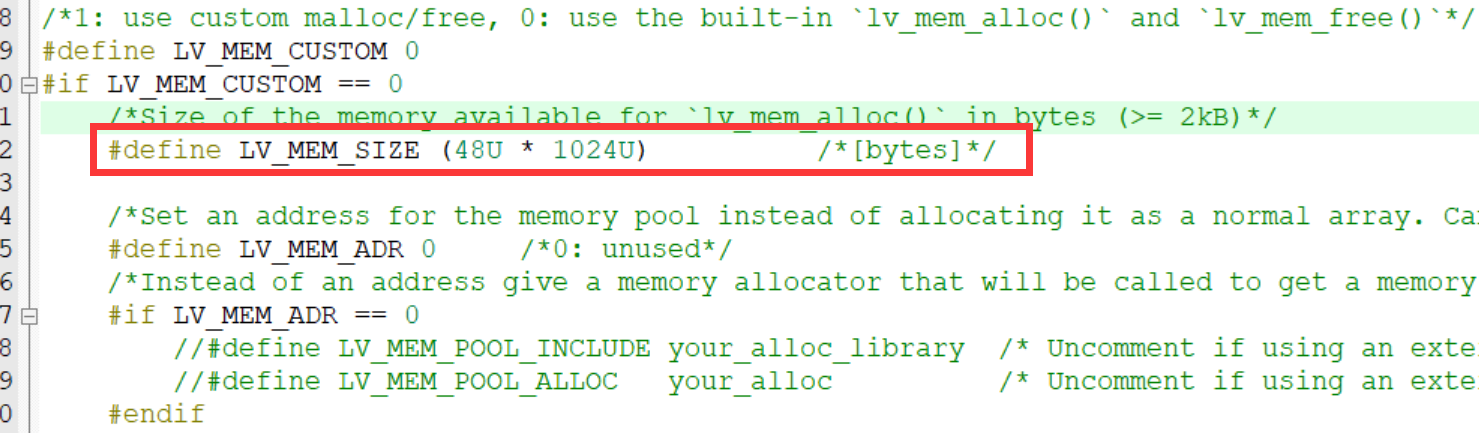 8 /*1: use custom malloc/free, 0: use the built-in `lv_mem_alloc()` and `lv_mem_free()`*/
9 #define LV_MEM_CUSTOM 0
0 #if LV_MEM_CUSTOM == 0
1 /*Size of the memory available for `lv_mem_alloc()` in bytes (>= 2kB)*/
2 #define LV_MEM_SIZE (48U * 1024U) /*[bytes]*/
3
4 /*Set an address for the memory pool instead of allocating it as a normal array. Ca
5 #define LV_MEM_ADR 0 /*0: unused*/
6 /*Instead of an address give a memory allocator that will be called to get a memory
7 #if LV_MEM_ADR == 0
8 //#define LV_MEM_POOL_INCLUDE your_alloc_library /* Uncomment if using an exte
9 //#define LV_MEM_POOL_ALLOC your_alloc /* Uncomment if using an exte
0 #endif